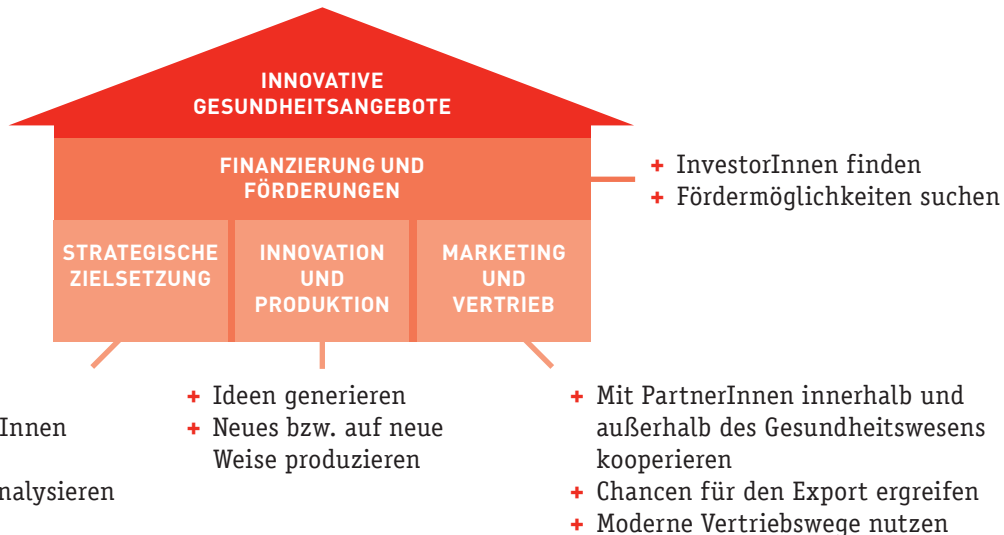 INNOVATIVE
GESUNDHEITSANGEBOTE
FINANZIERUNG UND
FÖRDERUNGEN
+ InvestorInnen finden
+ Fördermöglichkeiten suchen
STRATEGISCHE
ZIELSETZUNG
INNOVATION
UND
PRODUKTION
MARKETING
UND
VERTRIEB
Innen
nalysieren
+ Ideen generieren
+ Neues bzw. auf neue
Weise produzieren
+ Mit PartnerInnen innerhalb und
außerhalb des Gesundheitswesens
kooperieren
+ Chancen für den Export ergreifen
+ Moderne Vertriebswege nutzen